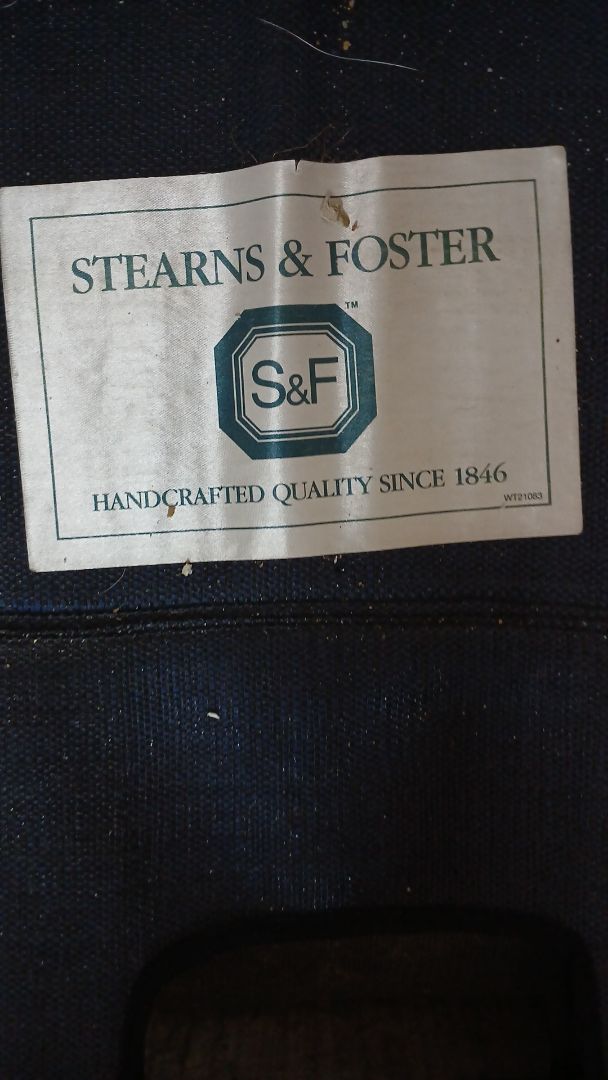 STEARNS & FOSTER
TM
S&F
HANDCRAFTED QUALITY SINCE 1846
WT21083